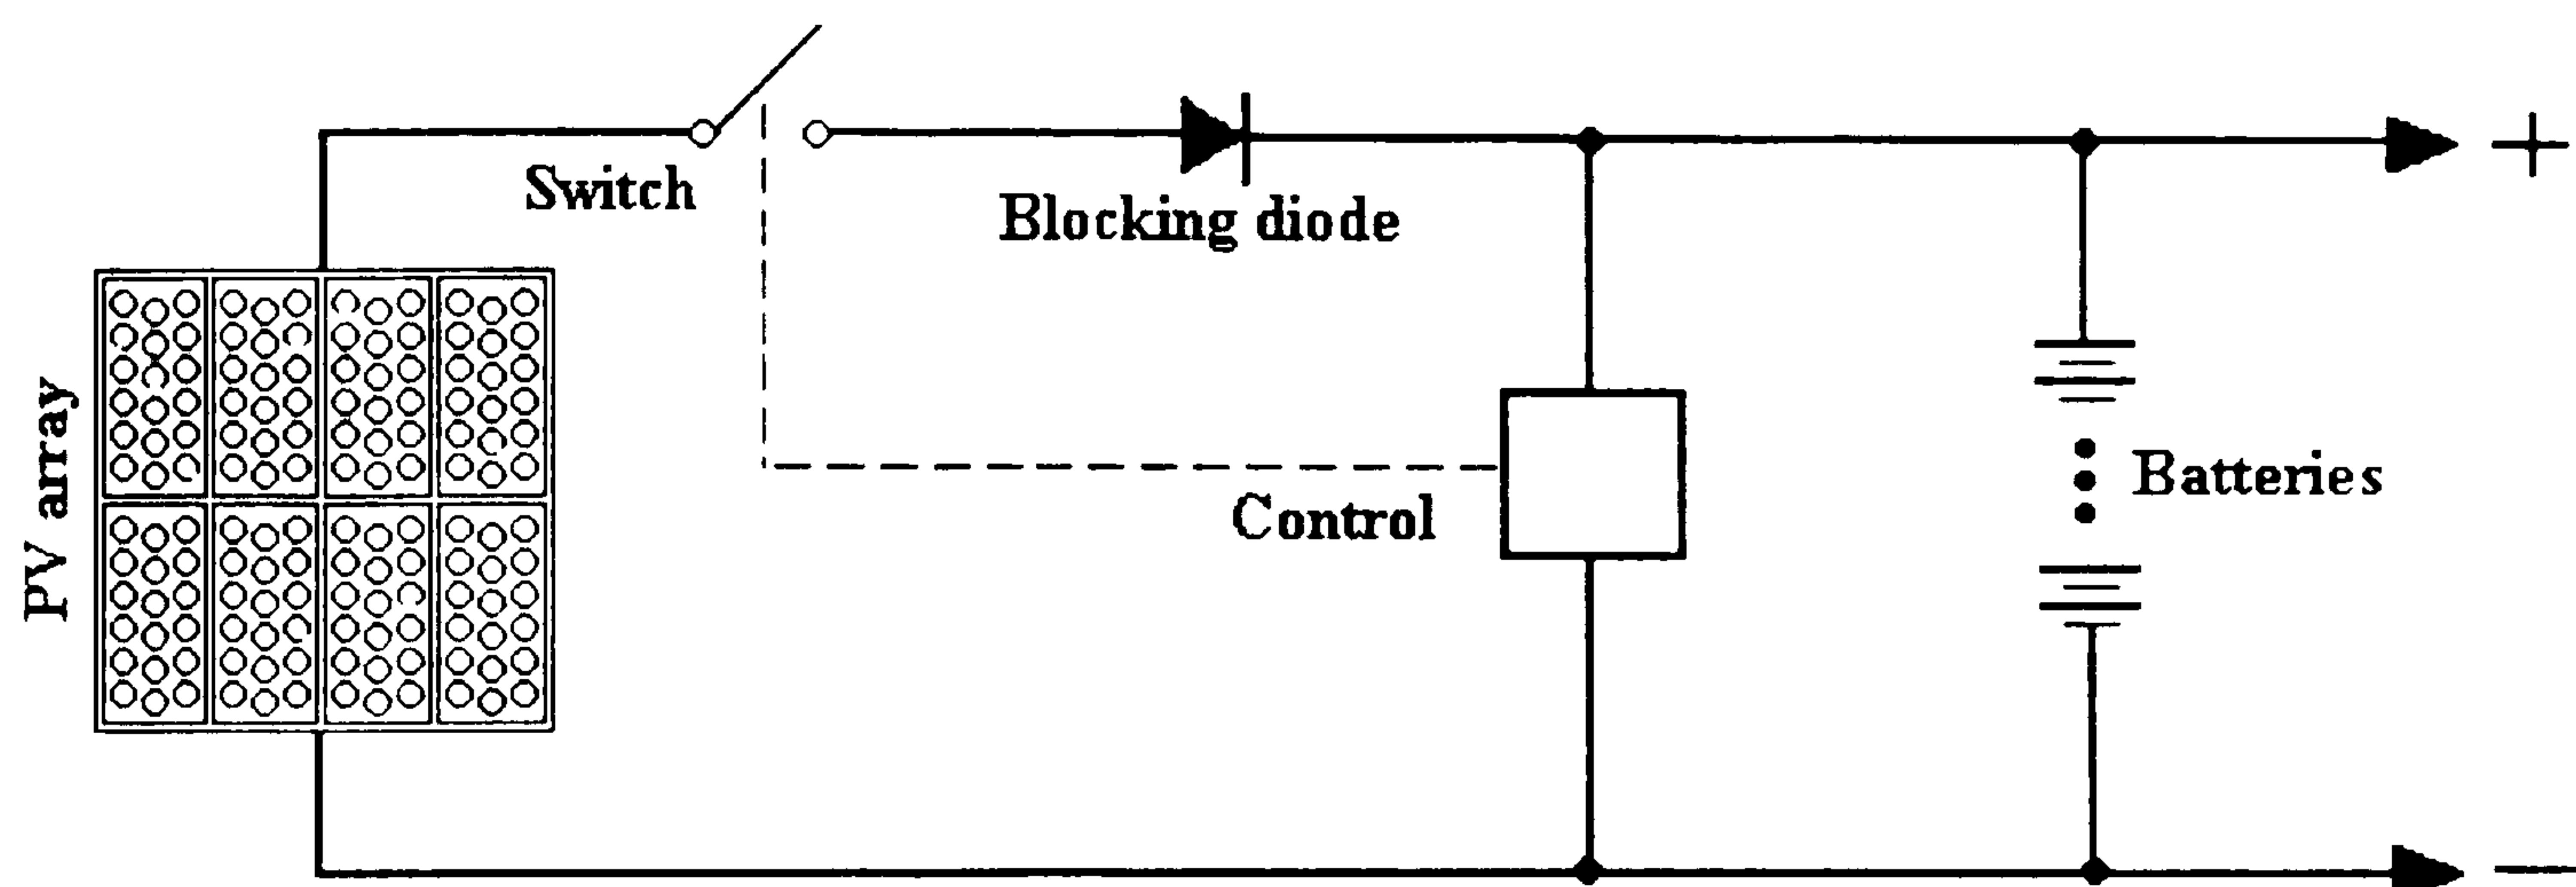 Switch
Blocking diode
+
PV array
Control
Batteries
−